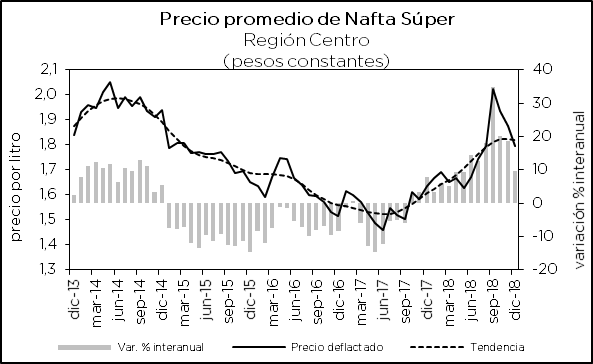 Precio promedio de Nafta Súper
Región Centro
(pesos constantes)
precio por litro
2,1
2,0
1,9
1,8
1,7
1,6
1,5
1,4
1,3
40
30
20
10
0
-10
-20
variación % interanual
dic-13
mar-14
jun-14
sep-14
dic-14
mar-15
jun-15
sep-15
dic-15
mar-16
jun-16
sep-16
dic-16
mar-17
jun-17
sep-17
dic-17
mar-18
jun-18
sep-18
dic-18
Var. % interanual
Precio deflactado
Tendencia